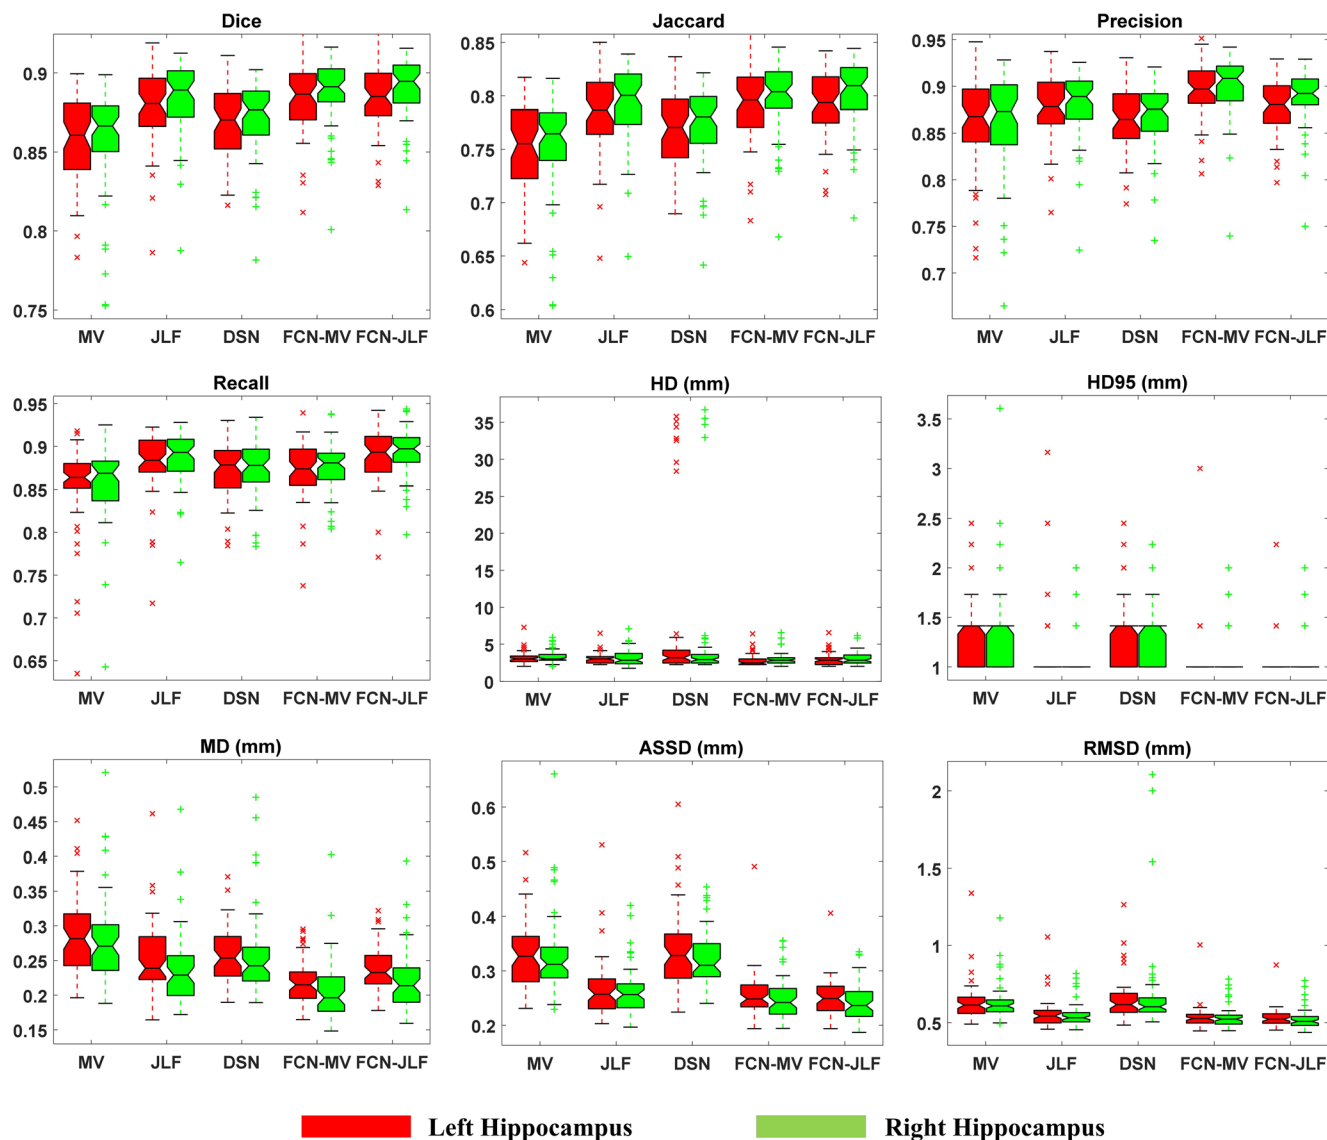 Dice
Jaccard
Precision
0.9
0.85
0.8
0.75
0.85
0.8
0.75
0.7
0.65
0.6
0.95
0.9
0.85
0.8
0.75
0.7
MV JLF DSN FCN-MV FCN-JLF
MV JLF DSN FCN-MV FCN-JLF
MV JLF DSN FCN-MV FCN-JLF
Recall
HD (mm)
HD95 (mm)
0.95
0.9
0.85
0.8
0.75
0.7
0.65
35
30
25
20
15
10
5
0
3.5
3
2.5
2
1.5
1
MV JLF DSN FCN-MV FCN-JLF
MV JLF DSN FCN-MV FCN-JLF
MV JLF DSN FCN-MV FCN-JLF
MD (mm)
ASSD (mm)
RMSD (mm)
0.5
0.45
0.4
0.35
0.3
0.25
0.2
0.15
0.6
0.5
0.4
0.3
0.2
2
1.5
1
0.5
MV JLF DSN FCN-MV FCN-JLF
MV JLF DSN FCN-MV FCN-JLF
MV JLF DSN FCN-MV FCN-JLF
Left Hippocampus
Right Hippocampus